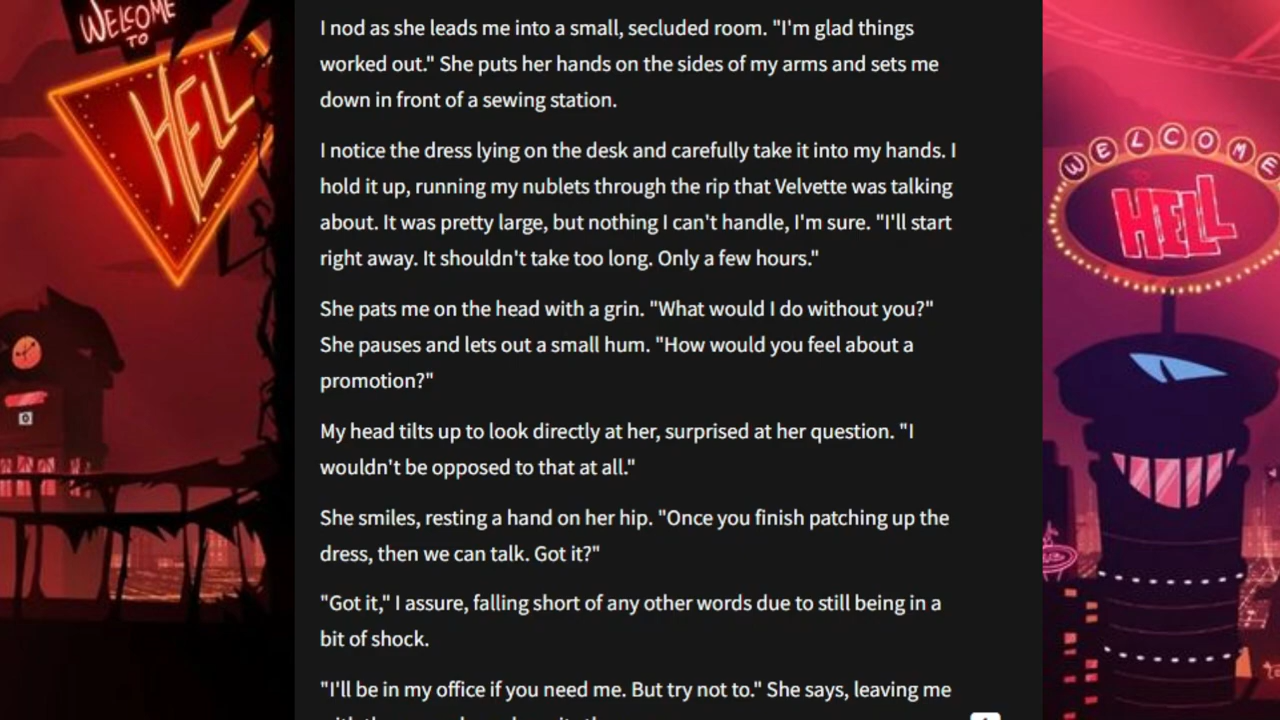 WELCOME
TO
HELL
I nod as she leads me into a small, secluded room. "I'm glad things
worked out." She puts her hands on the sides of my arms and sets me
down in front of a sewing station.
I notice the dress lying on the desk and carefully take it into my hands. I
hold it up, running my nublets through the rip that Velvette was talking
about. It was pretty large, but nothing I can't handle, I'm sure. "I'll start
right away. It shouldn't take too long. Only a few hours."
She pats me on the head with a grin. "What would I do without you?"
She pauses and lets out a small hum. "How would you feel about a
promotion?"
My head tilts up to look directly at her, surprised at her question. "I
wouldn't be opposed to that at all."
She smiles, resting a hand on her hip. "Once you finish patching up the
dress, then we can talk. Got it?"
"Got it," I assure, falling short of any other words due to still being in a
bit of shock.
"I'll be in my office if you need me. But try not to." She says, leaving me
WELCOME
HELL